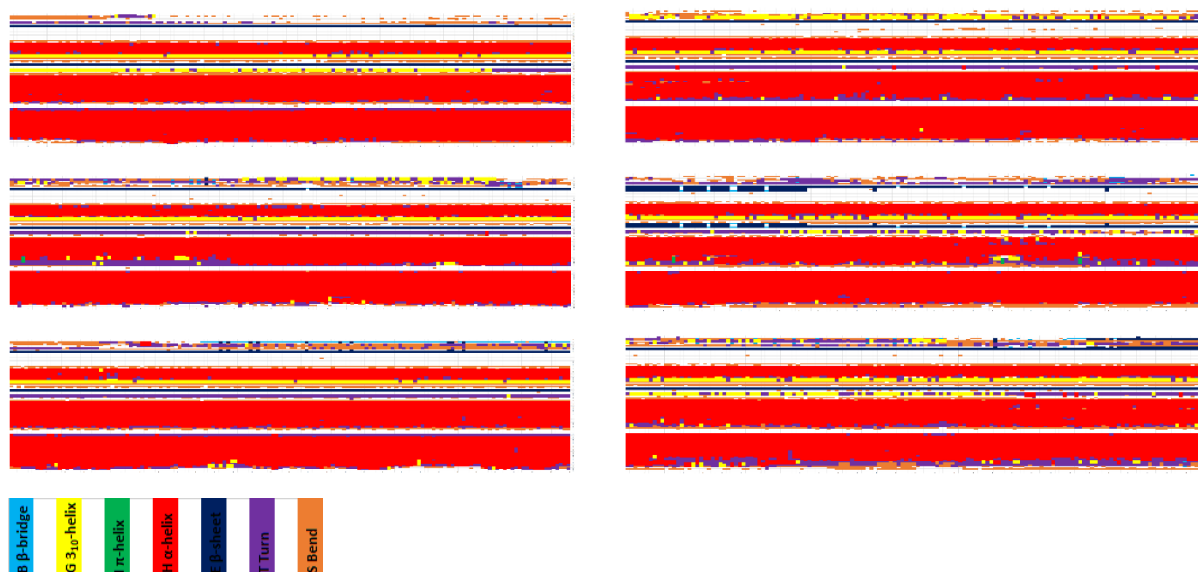 B β-bridge
G 3₁₀-helix
I π-helix
H α-helix
E β-sheet
T Turn
S Bend